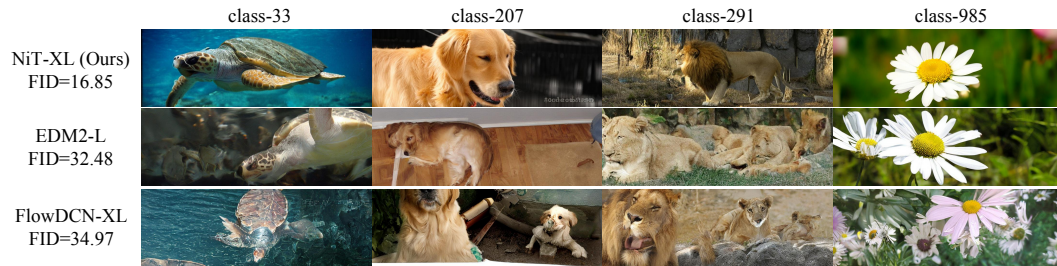 class-33 class-207 class-291 class-985
NiT-XL (Ours)
FID=16.85
EDM2-L
FID=32.48
FlowDCN-XL
FID=34.97